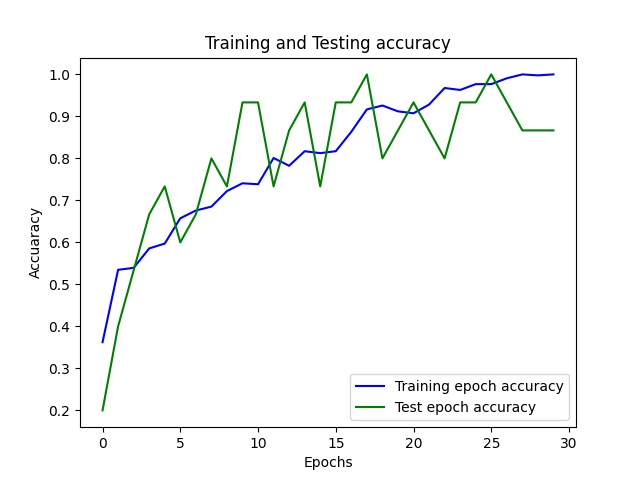 Training and Testing accuracy
1.0
0.9
0.8
0.7
0.6
0.5
0.4
0.3
0.2
Accuaracy
Training epoch accuracy
Test epoch accuracy
0 5 10 15 20 25 30
Epochs